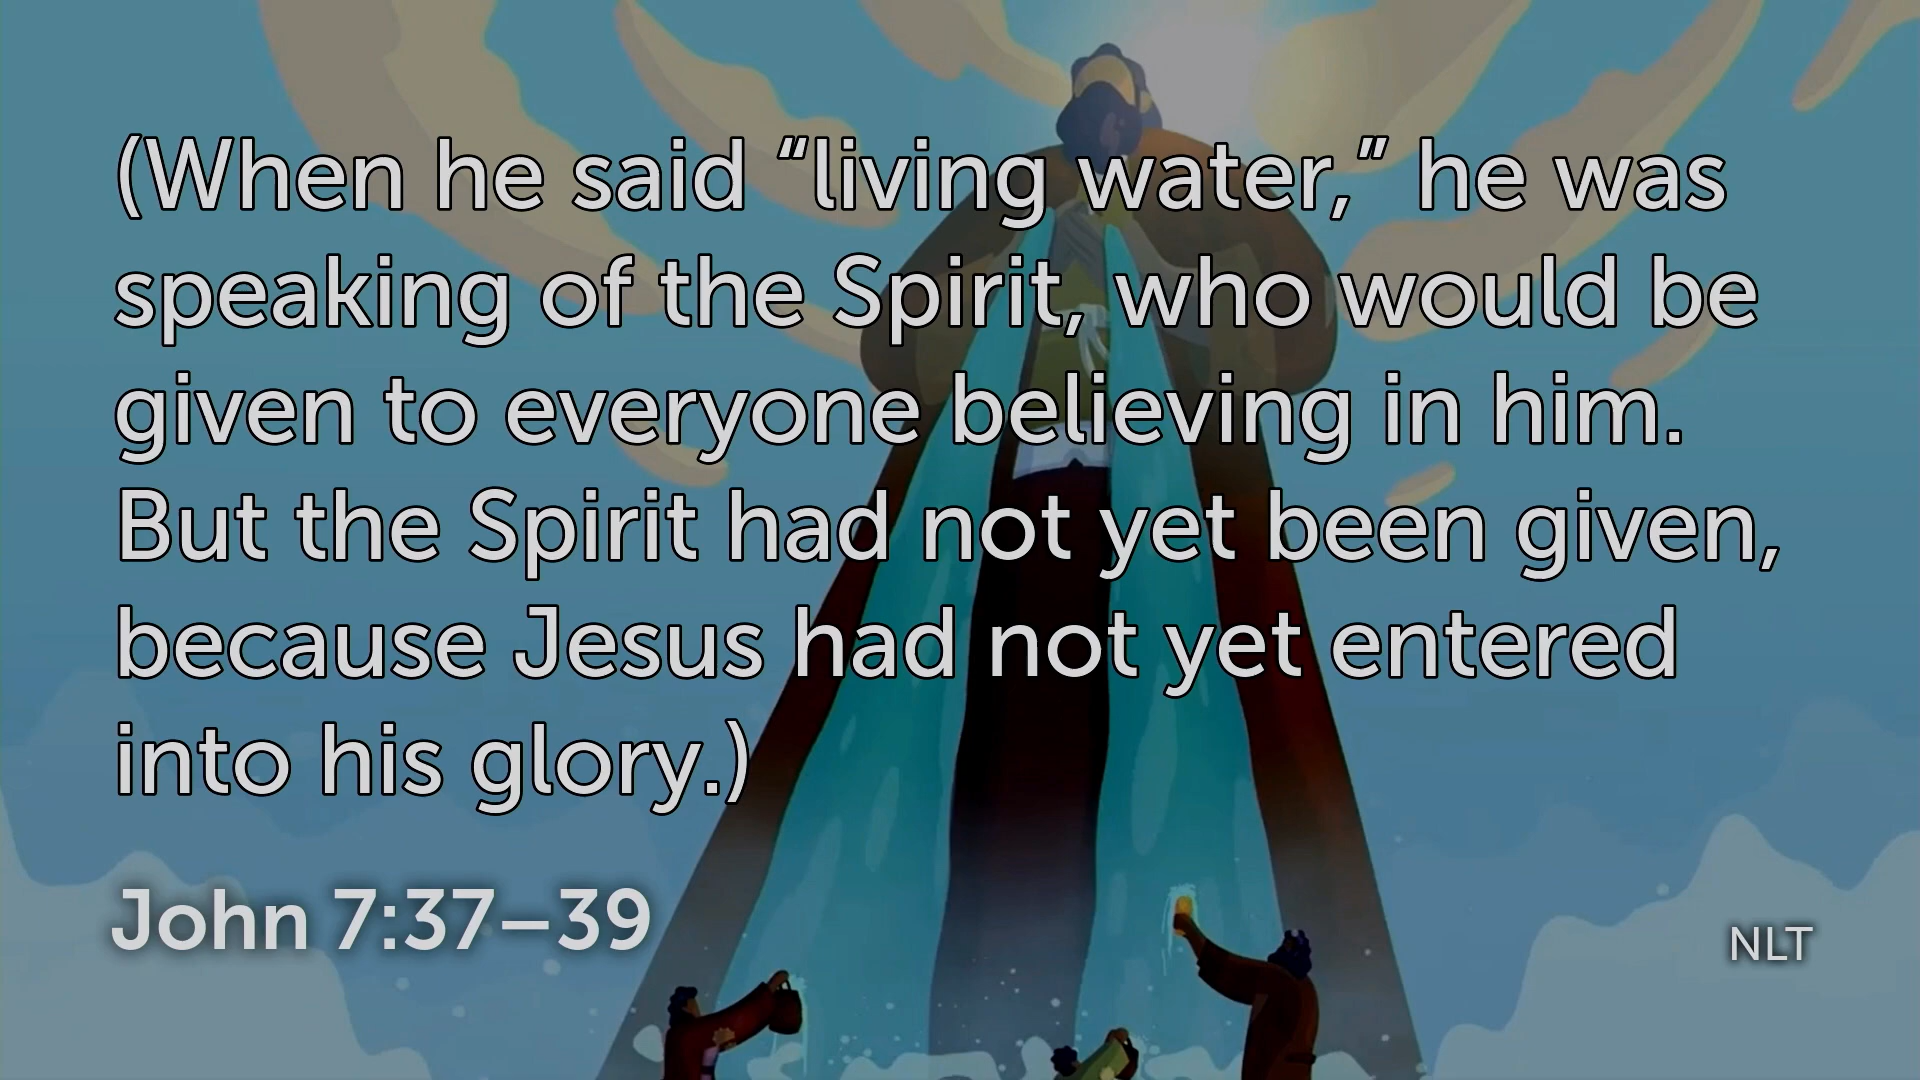 (When he said “living water,” he was
speaking of the Spirit, who would be
given to everyone believing in him.
But the Spirit had not yet been given,
because Jesus had not yet entered
into his glory.)
John 7:37–39
NLT